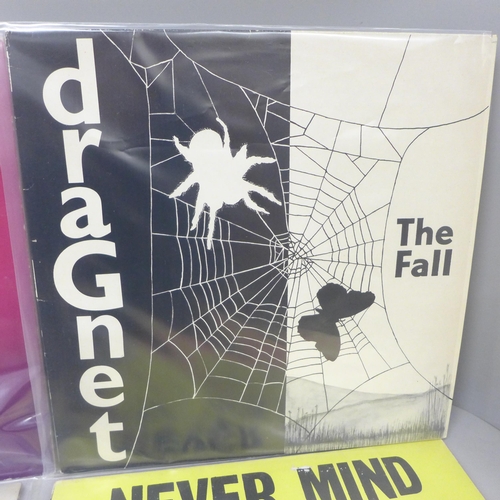 draGnet
The
Fall
NEVER MIND